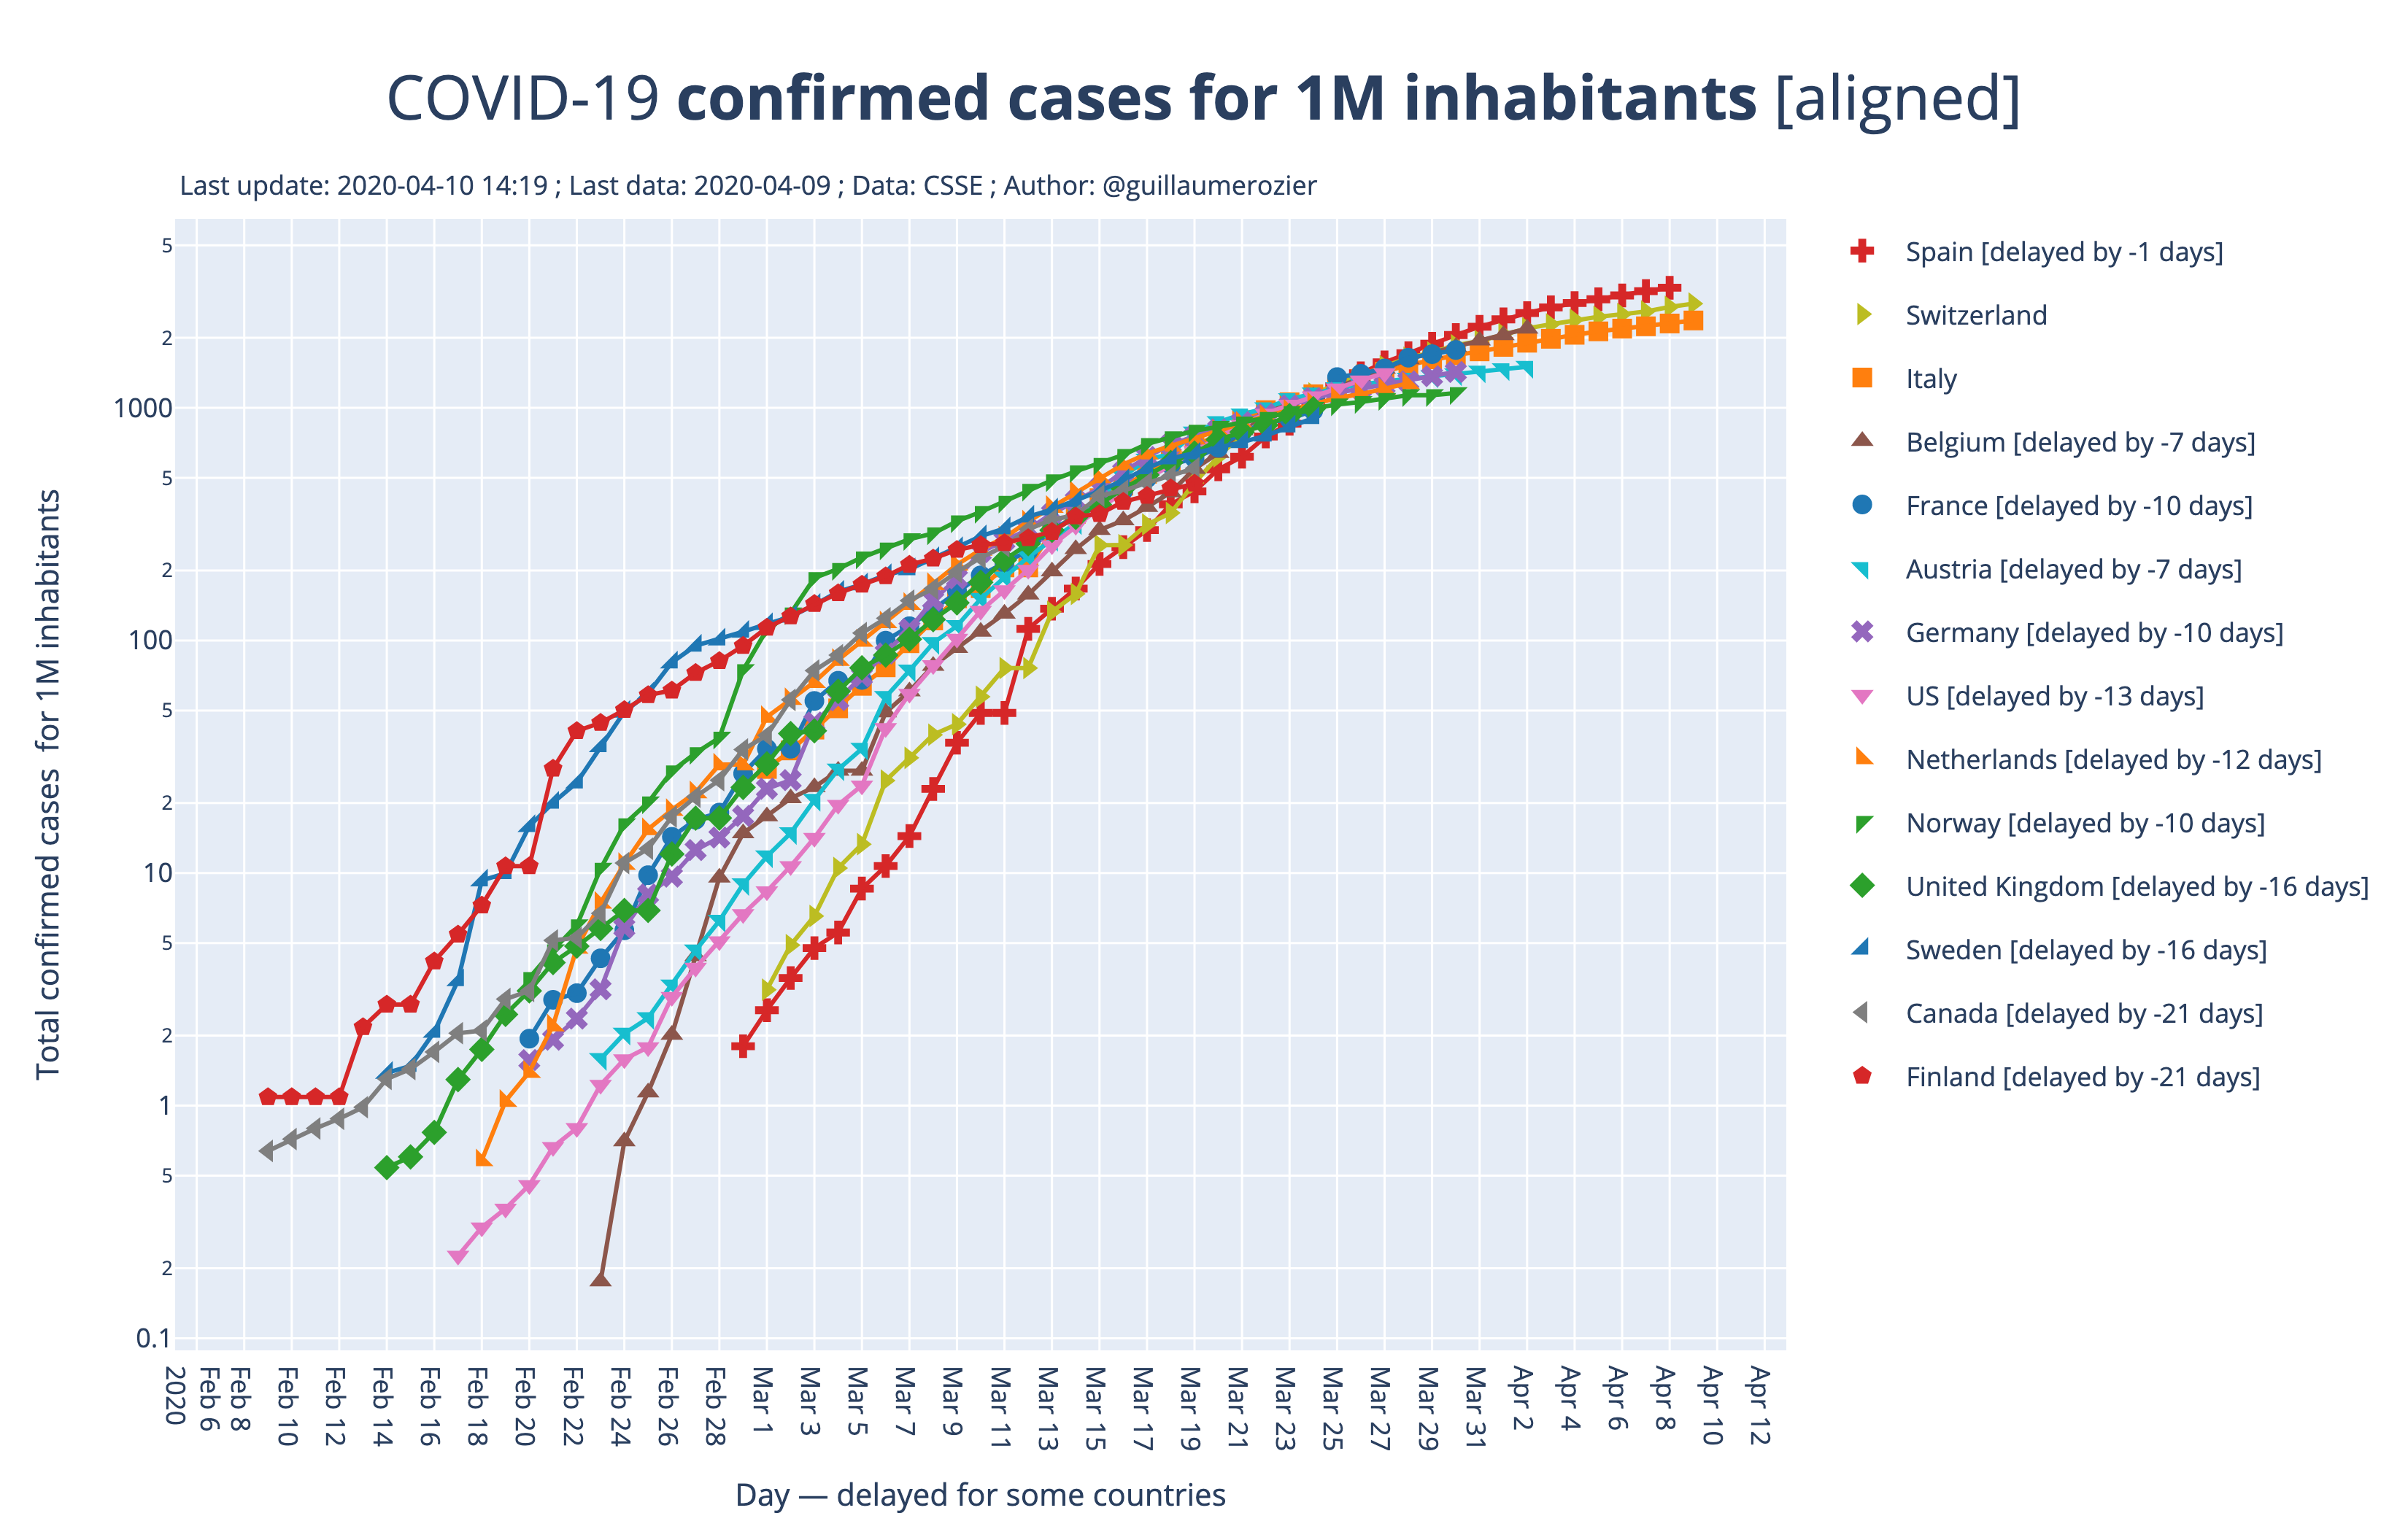 COVID-19 confirmed cases for 1M inhabitants [aligned]
Last update: 2020-04-10 14:19 ; Last data: 2020-04-09 ; Data: CSSE ; Author: @guillaumerozier
Total confirmed cases for 1M inhabitants
5
2
1000
5
2
100
5
2
10
5
2
1
5
2
0.1
Feb 6
2020
Feb 8
Feb 10
Feb 12
Feb 14
Feb 16
Feb 18
Feb 20
Feb 22
Feb 24
Feb 26
Feb 28
Mar 1
Mar 3
Mar 5
Mar 7
Mar 9
Mar 11
Mar 13
Mar 15
Mar 17
Mar 19
Mar 21
Mar 23
Mar 25
Mar 27
Mar 29
Mar 31
Apr 2
Apr 4
Apr 6
Apr 8
Apr 10
Apr 12
Day — delayed for some countries
Spain [delayed by -1 days]
Switzerland
Italy
Belgium [delayed by -7 days]
France [delayed by -10 days]
Austria [delayed by -7 days]
Germany [delayed by -10 days]
US [delayed by -13 days]
Netherlands [delayed by -12 days]
Norway [delayed by -10 days]
United Kingdom [delayed by -16 days]
Sweden [delayed by -16 days]
Canada [delayed by -21 days]
Finland [delayed by -21 days]